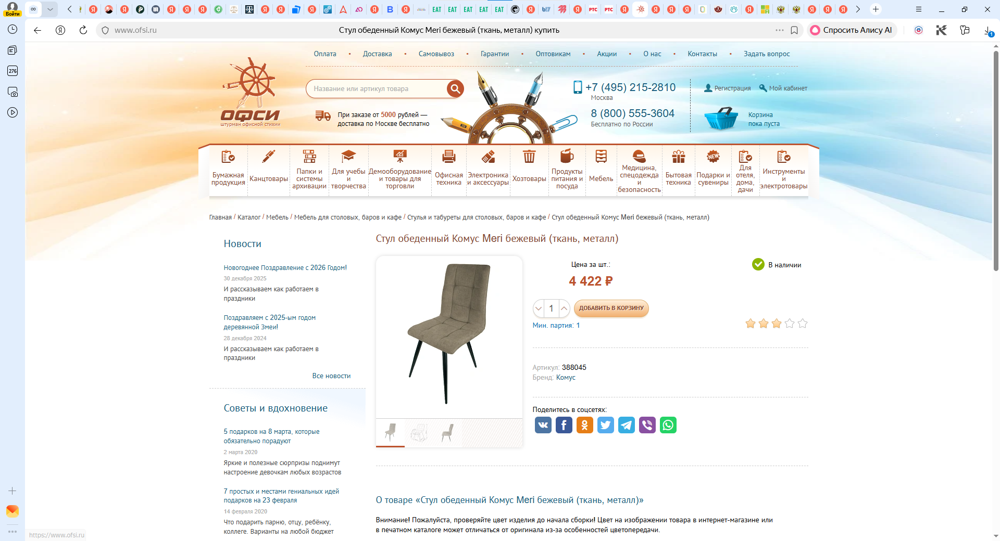 Войти
∞
Я
Я
Я
Я
Я
Я
Я
Я
B
Я
ЕАТ
ЕАТ
ЕАТ
ЕАТ
ЕАТ
Я
b17
Я
РТС
РТС
Я
Я
Я
Я
Я
Я
Я
Я
www.ofsi.ru
Стул обеденный Комус Meri бежевый (ткань, металл) купить
Спросить Алису AI
1
276
Оплата • Доставка • Самовывоз • Гарантии • Оптовикам • Акции • О нас • Контакты • Задать вопрос
ОФСИ
штурман офисной стихии
Название или артикул товара
При заказе от 5000 рублей —
доставка по Москве бесплатно
+7 (495) 215-2810
Москва
8 (800) 555-3604
Бесплатно по России
Регистрация
Мой кабинет
Корзина
пока пуста
Бумажная
продукция
Канцтовары
Папки и
системы
архивации
Для учебы
и
творчества
Демооборудование
и товары для
торговли
Офисная
техника
Электроника
и аксессуары
Хозтовары
Продукты
питания и
посуда
Мебель
Медицина,
спецодежда
и
безопасность
Бытовая
техника
NEW
Подарки и
сувениры
Для
отеля,
дома,
дачи
Инструменты
и
электротовары
Главная / Каталог / Мебель / Мебель для столовых, баров и кафе / Стулья и табуреты для столовых, баров и кафе / Стул обеденный Комус Meri бежевый (ткань, металл)
Новости
Новогоднее Поздравление с 2026 Годом!
30 декабря 2025
И рассказываем как работаем в
праздники
Поздравляем с 2025-ым годом
деревянной Змеи!
28 декабря 2024
И рассказываем как работаем в
праздники
Все новости
Советы и вдохновение
5 подарков на 8 марта, которые
обязательно порадуют
2 марта 2020
Яркие и полезные сюрпризы поднимут
настроение девочкам любых возрастов
7 простых и местами гениальных идей
подарков на 23 февраля
14 февраля 2020
Что подарить парню, отцу, ребёнку,
коллеге. Варианты на любой бюджет
Стул обеденный Комус Meri бежевый (ткань, металл)
Цена за шт.:
4 422 ₽
В наличии
1
ДОБАВИТЬ В КОРЗИНУ
Мин. партия: 1
Артикул: 388045
Бренд: Комус
Поделитесь в соцсетях:
О товаре «Стул обеденный Комус Meri бежевый (ткань, металл)»
Внимание! Пожалуйста, проверяйте цвет изделия до начала сборки! Цвет на изображении товара в интернет-магазине или
в печатном каталоге может отличаться от оригинала из-за особенностей цветопередачи.
https://www.ofsi.ru